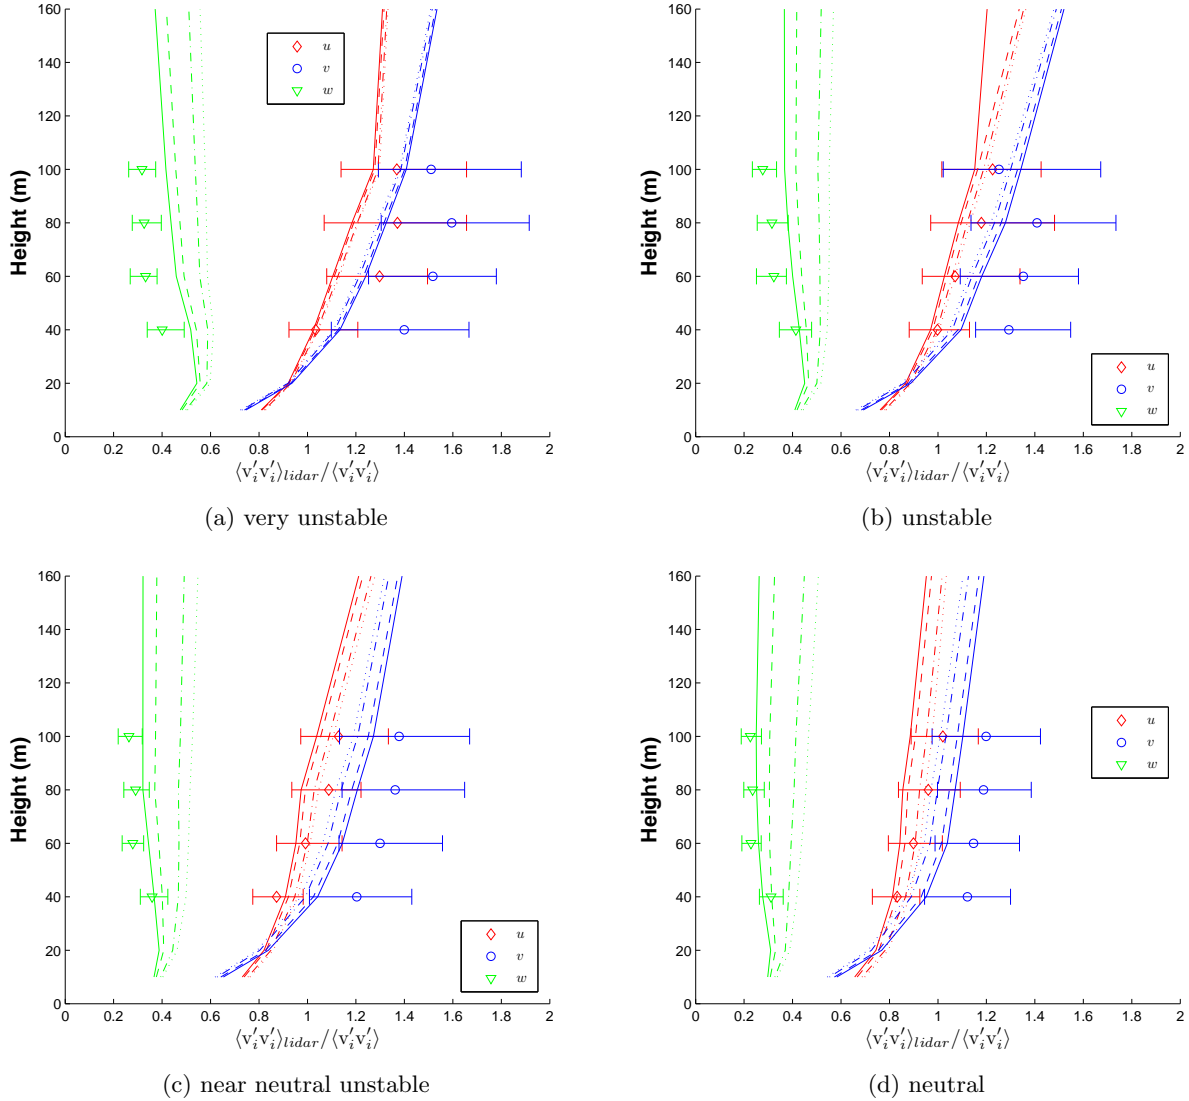 160
140
120
100
80
60
40
20
0
Height (m)
u
v
w
0 0.2 0.4 0.6 0.8 1 1.2 1.4 1.6 1.8 2
⟨v′ᵢv′ᵢ⟩lidar/⟨v′ᵢv′ᵢ⟩
(a) very unstable
160
140
120
100
80
60
40
20
0
Height (m)
u
v
w
0 0.2 0.4 0.6 0.8 1 1.2 1.4 1.6 1.8 2
⟨v′ᵢv′ᵢ⟩lidar/⟨v′ᵢv′ᵢ⟩
(b) unstable
160
140
120
100
80
60
40
20
0
Height (m)
u
v
w
0 0.2 0.4 0.6 0.8 1 1.2 1.4 1.6 1.8 2
⟨v′ᵢv′ᵢ⟩lidar/⟨v′ᵢv′ᵢ⟩
(c) near neutral unstable
160
140
120
100
80
60
40
20
0
Height (m)
u
v
w
0 0.2 0.4 0.6 0.8 1 1.2 1.4 1.6 1.8 2
⟨v′ᵢv′ᵢ⟩lidar/⟨v′ᵢv′ᵢ⟩
(d) neutral